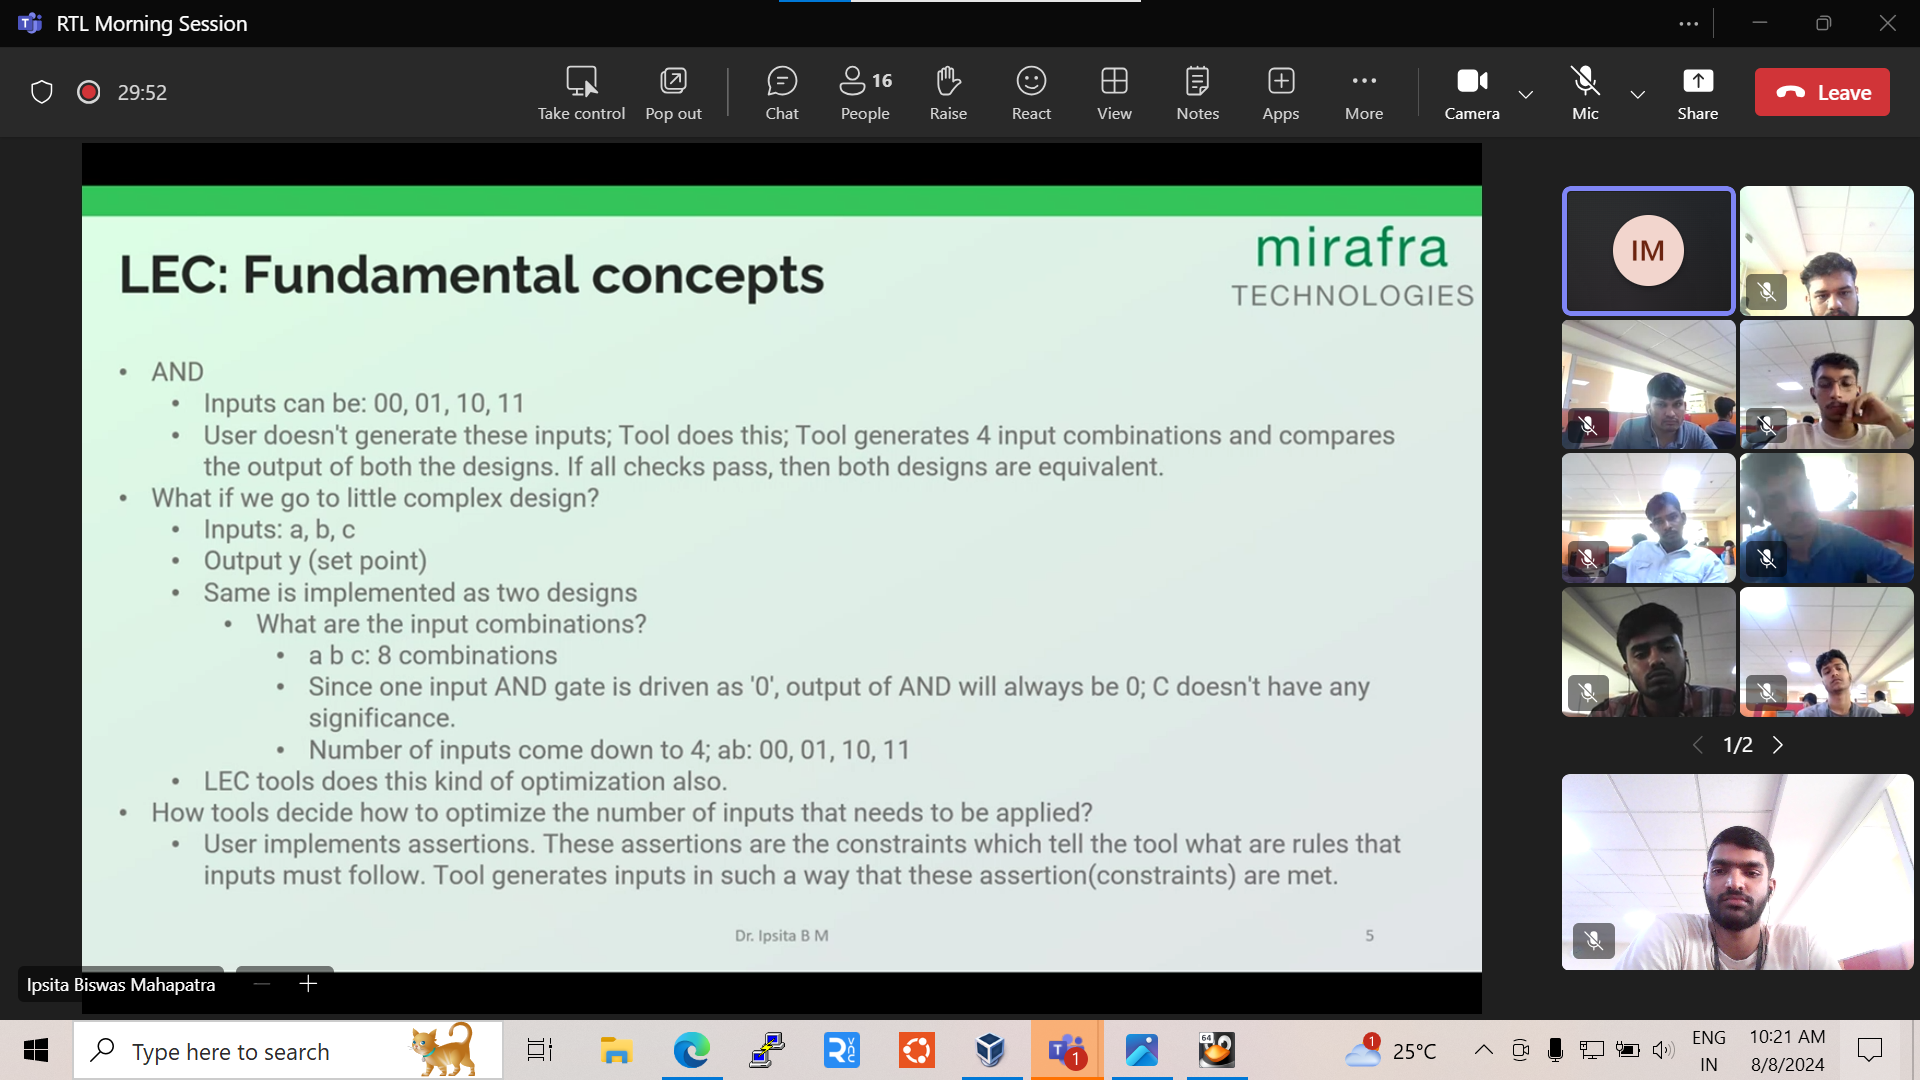 RTL Morning Session
29:52
Take control
Pop out
Chat
16
People
Raise
React
View
Notes
Apps
More
Camera
Mic
Share
Leave
mirafra
TECHNOLOGIES
LEC: Fundamental concepts
• AND
• Inputs can be: 00, 01, 10, 11
• User doesn't generate these inputs; Tool does this; Tool generates 4 input combinations and compares
the output of both the designs. If all checks pass, then both designs are equivalent.
• What if we go to little complex design?
• Inputs: a, b, c
• Output y (set point)
• Same is implemented as two designs
• What are the input combinations?
• a b c: 8 combinations
• Since one input AND gate is driven as '0', output of AND will always be 0; C doesn't have any
significance.
• Number of inputs come down to 4; ab: 00, 01, 10, 11
• LEC tools does this kind of optimization also.
• How tools decide how to optimize the number of inputs that needs to be applied?
• User implements assertions. These assertions are the constraints which tell the tool what are rules that
inputs must follow. Tool generates inputs in such a way that these assertion(constraints) are met.
Dr. Ipsita B M
5
IM
1/2
Ipsita Biswas Mahapatra
Type here to search
1
64
1
25°C
ENG
IN
10:21 AM
8/8/2024